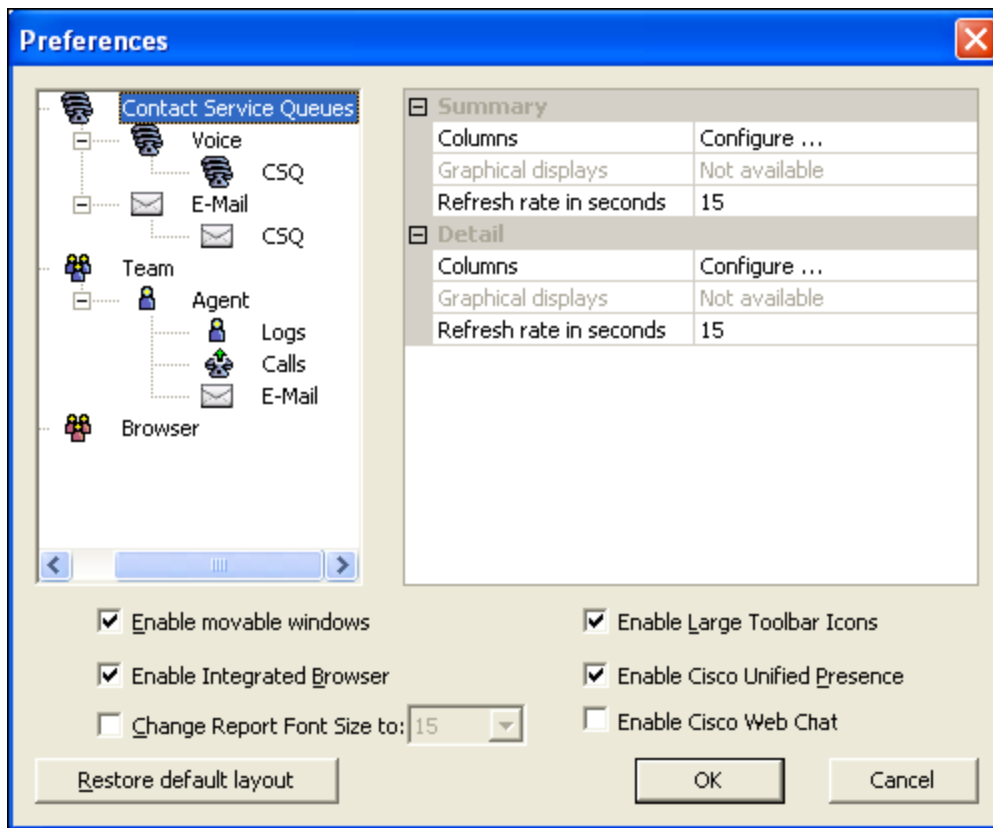 Preferences
Contact Service Queues
Voice
CSQ
E-Mail
CSQ
Team
Agent
Logs
Calls
E-Mail
Browser
Summary
Columns Configure ...
Graphical displays Not available
Refresh rate in seconds 15
Detail
Columns Configure ...
Graphical displays Not available
Refresh rate in seconds 15
Enable movable windows
Enable Large Toolbar Icons
Enable Integrated Browser
Enable Cisco Unified Presence
Change Report Font Size to: 15
Enable Cisco Web Chat
Restore default layout
OK
Cancel